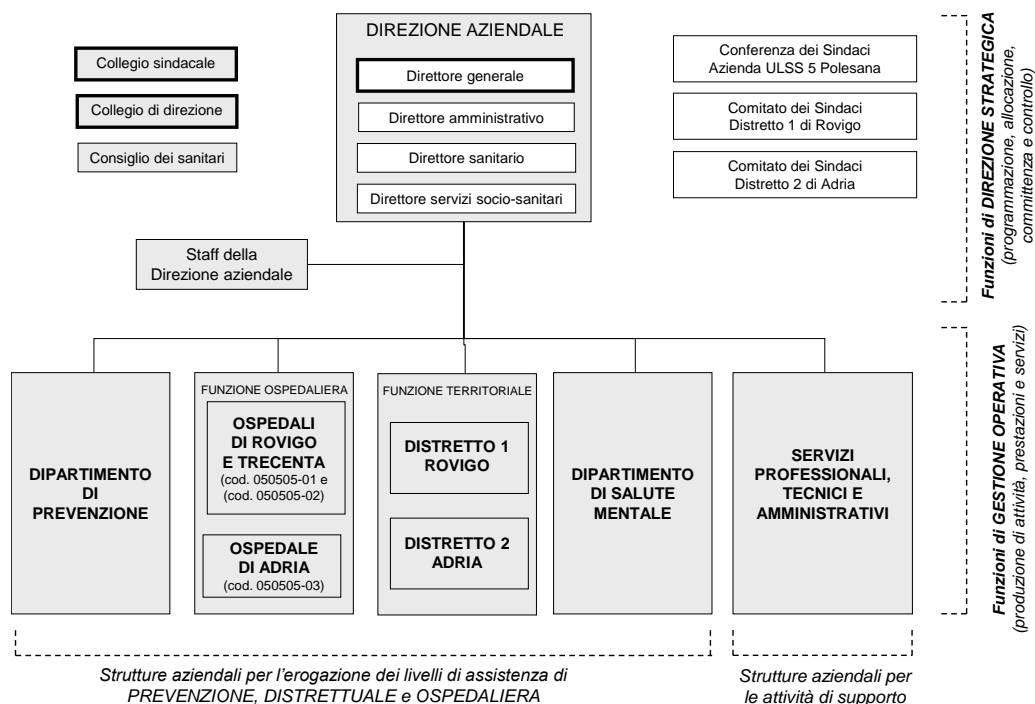 DIREZIONE AZIENDALE
Direttore generale
Direttore amministrativo
Direttore sanitario
Direttore servizi socio-sanitari
Collegio sindacale
Collegio di direzione
Consiglio dei sanitari
Conferenza dei Sindaci
Azienda ULSS 5 Polesana
Comitato dei Sindaci
Distretto 1 di Rovigo
Comitato dei Sindaci
Distretto 2 di Adria
Funzioni di DIREZIONE STRATEGICA
(programmazione, allocazione,
committenza e controllo)
Staff della
Direzione aziendale
DIPARTIMENTO
DI
PREVENZIONE
FUNZIONE OSPEDALIERA
OSPEDALI
DI ROVIGO
E TRECENTA
(cod. 050505-01 e
(cod. 050505-02)
OSPEDALE
DI ADRIA
(cod. 050505-03)
FUNZIONE TERRITORIALE
DISTRETTO 1
ROVIGO
DISTRETTO 2
ADRIA
DIPARTIMENTO
DI SALUTE
MENTALE
SERVIZI
PROFESSIONALI,
TECNICI E
AMMINISTRATIVI
Funzioni di GESTIONE OPERATIVA
(produzione di attività, prestazioni e servizi)
Strutture aziendali per l'erogazione dei livelli di assistenza di
PREVENZIONE, DISTRETTUALE e OSPEDALIERA
Strutture aziendali per
le attività di supporto